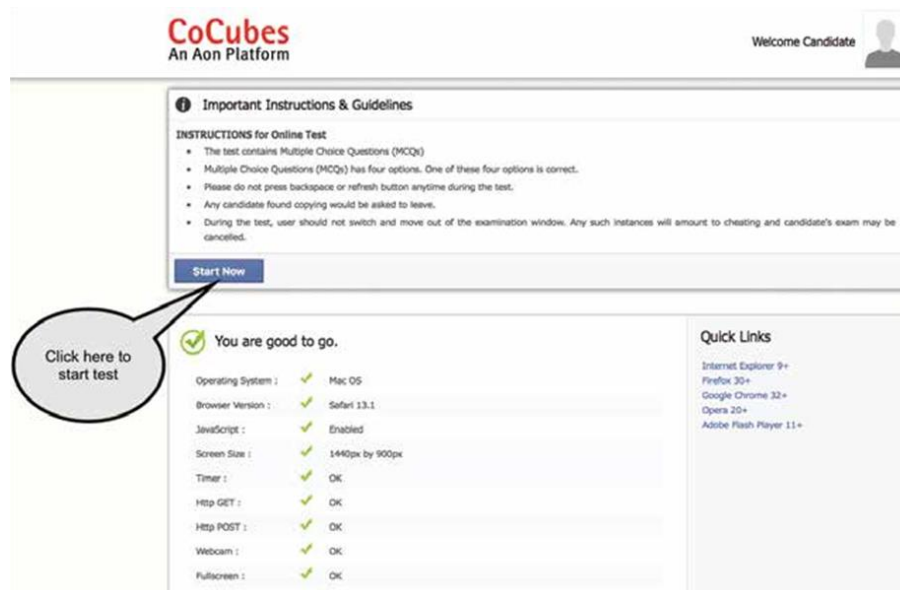 CoCubes
An Aon Platform
Welcome Candidate
Important Instructions & Guidelines
INSTRUCTIONS for Online Test
• The test contains Multiple Choice Questions (MCQs)
• Multiple Choice Questions (MCQs) has four options. One of these four options is correct.
• Please do not press backspace or refresh button anytime during the test.
• Any candidate found copying would be asked to leave.
• During the test, user should not switch and move out of the examination window. Any such instances will amount to cheating and candidate's exam may be
cancelled.
Start Now
Click here to
start test
You are good to go.
Operating System : Mac OS
Browser Version : Safari 13.1
JavaScript : Enabled
Screen Size : 1440px by 900px
Timer : OK
Http GET : OK
Http POST : OK
Webcam : OK
Fullscreen : OK
Quick Links
Internet Explorer 9+
Firefox 30+
Google Chrome 32+
Opera 20+
Adobe Flash Player 11+